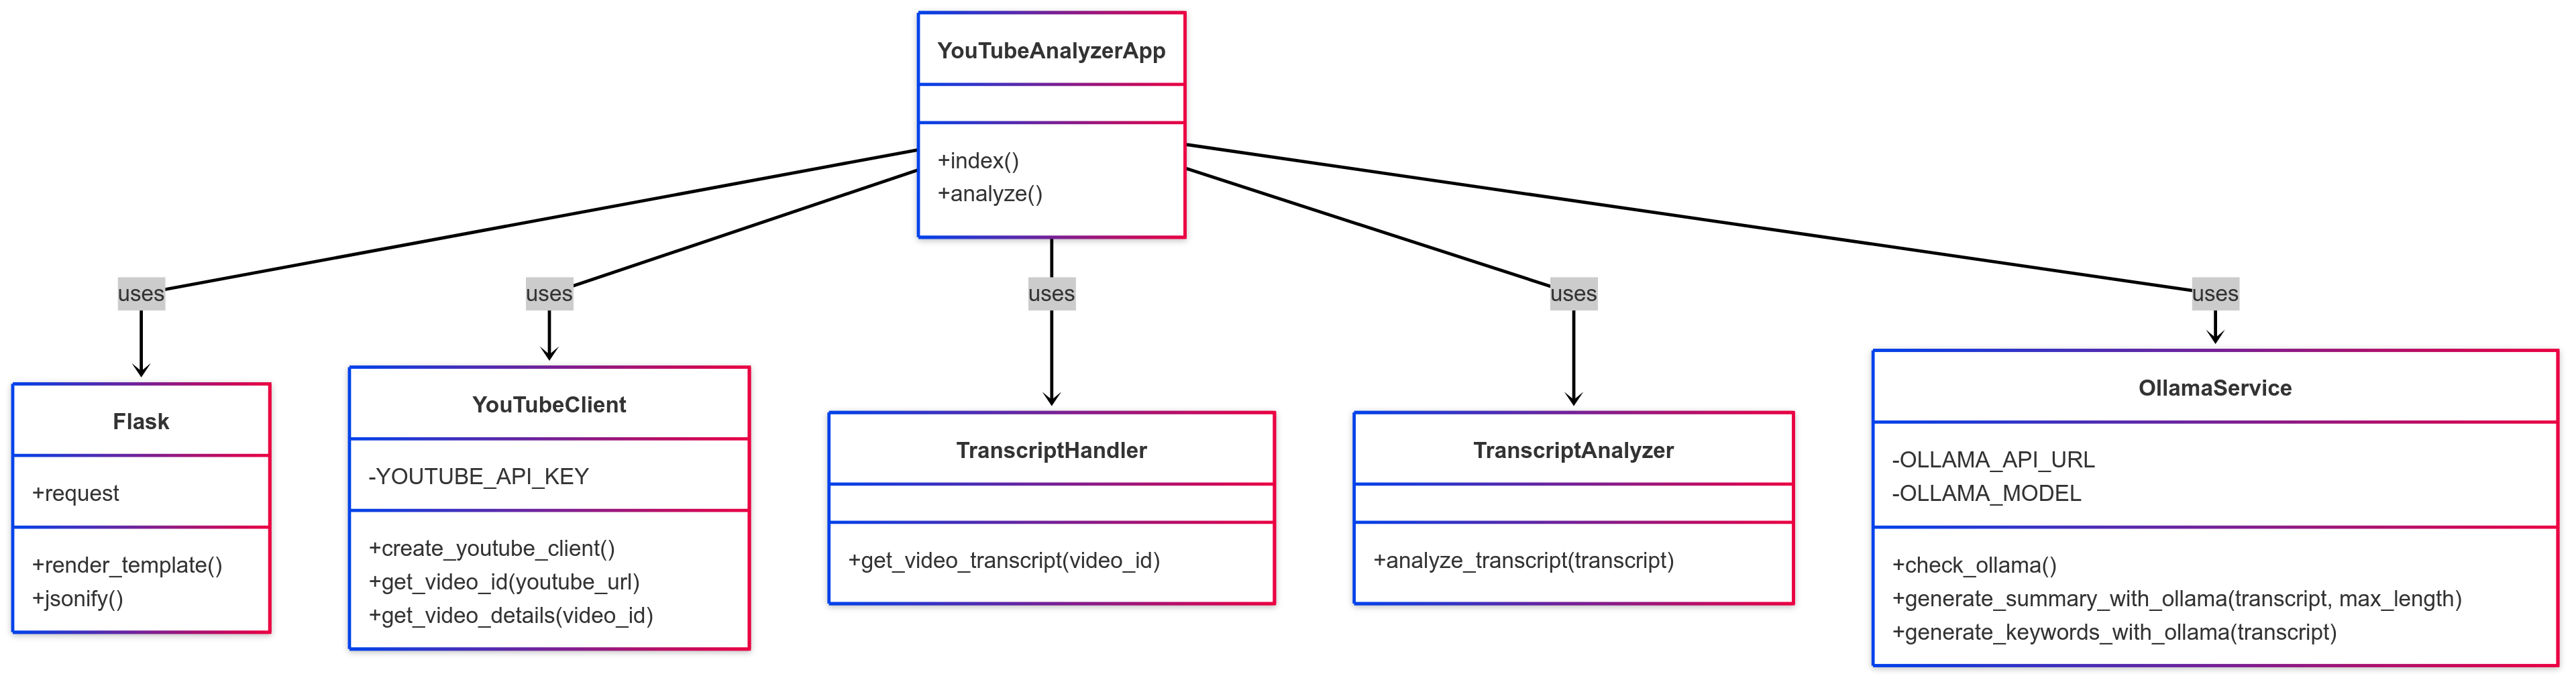 YouTubeAnalyzerApp
+index()
+analyze()
uses
uses
uses
uses
uses
Flask
+request
+render_template()
+jsonify()
YouTubeClient
-YOUTUBE_API_KEY
+create_youtube_client()
+get_video_id(youtube_url)
+get_video_details(video_id)
TranscriptHandler
+get_video_transcript(video_id)
TranscriptAnalyzer
+analyze_transcript(transcript)
OllamaService
-OLLAMA_API_URL
-OLLAMA_MODEL
+check_ollama()
+generate_summary_with_ollama(transcript, max_length)
+generate_keywords_with_ollama(transcript)